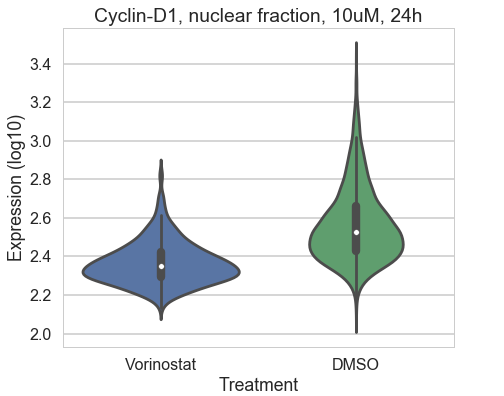 Cyclin-D1, nuclear fraction, 10uM, 24h
Expression (log10)
3.4
3.2
3.0
2.8
2.6
2.4
2.2
2.0
Vorinostat
DMSO
Treatment